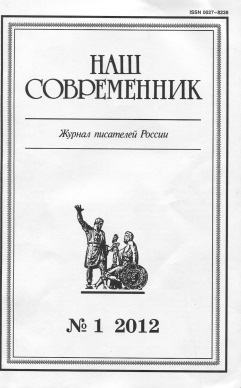 ISSN 0027-8238
НАШ
СОВРЕМЕННИК
Журнал писателей России
№ 1 2012